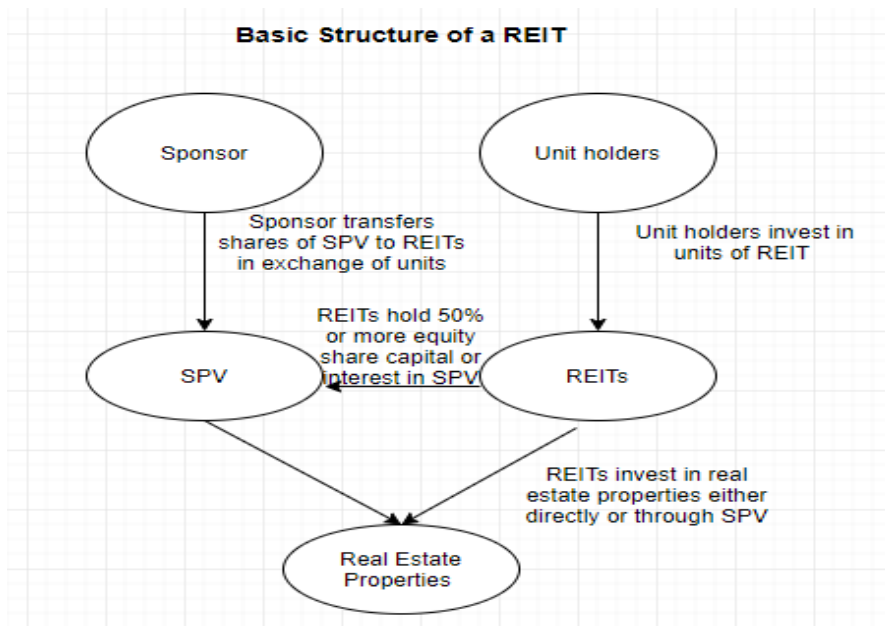 Basic Structure of a REIT
Sponsor
Unit holders
Sponsor transfers
shares of SPV to REITs
in exchange of units
Unit holders invest in
units of REIT
REITs hold 50%
or more equity
share capital or
interest in SPV
SPV
REITs
REITs invest in real
estate properties either
directly or through SPV
Real Estate
Properties